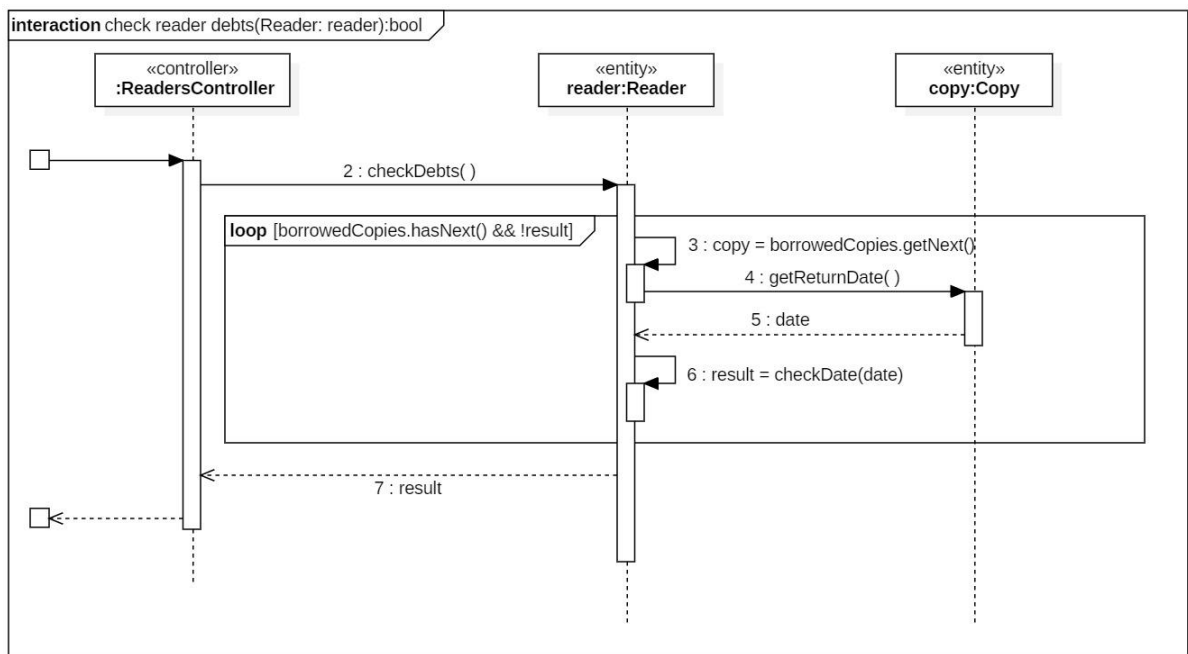 interaction check reader debts(Reader: reader):bool
«controller»
:ReadersController
«entity»
reader:Reader
«entity»
copy:Copy
2 : checkDebts( )
loop [borrowedCopies.hasNext() && !result]
3 : copy = borrowedCopies.getNext()
4 : getReturnDate( )
5 : date
6 : result = checkDate(date)
7 : result